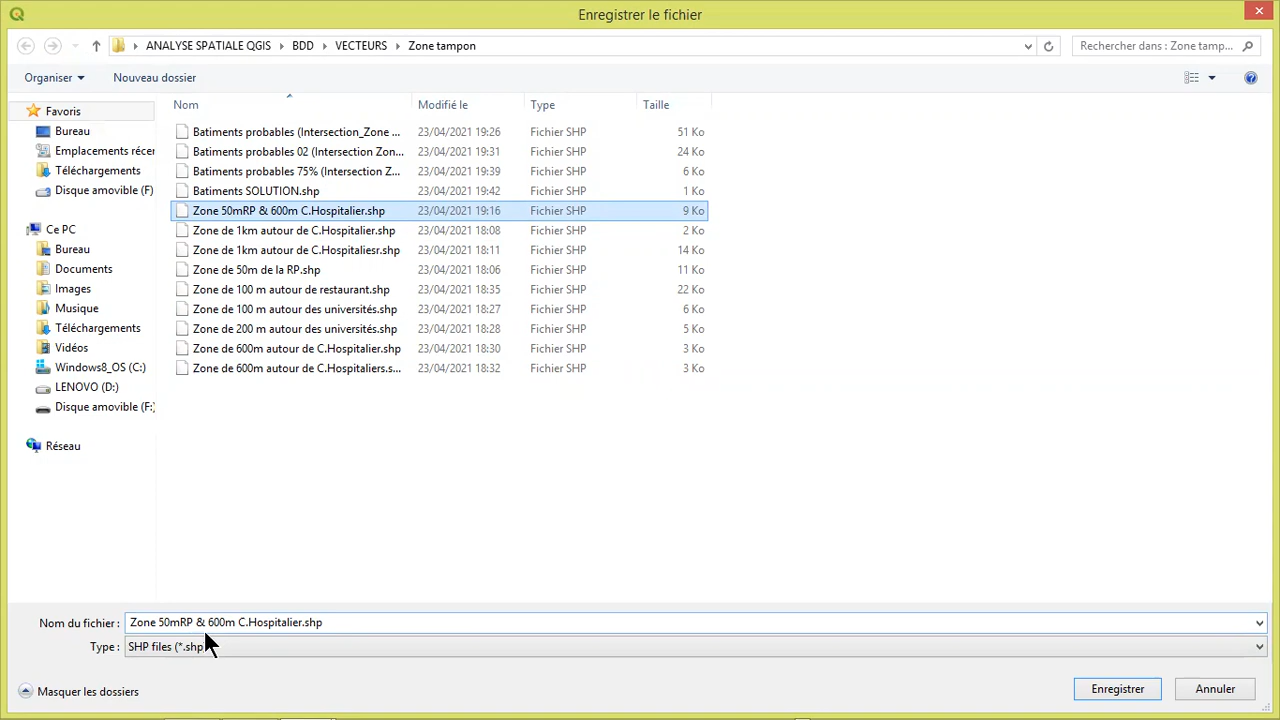 Enregistrer le fichier
ANALYSE SPATIALE QGIS BDD VECTEURS Zone tampon
Rechercher dans : Zone tamp...
Organiser Nouveau dossier
Nom Modifié le Type Taille
Favoris
Bureau
Emplacements récer
Téléchargements
Disque amovible (F)
Ce PC
Bureau
Documents
Images
Musique
Téléchargements
Vidéos
Windows8_OS (C:)
LENOVO (D:)
Disque amovible (F:)
Réseau
Batiments probables (Intersection_Zone ... 23/04/2021 19:26 Fichier SHP 51 Ko
Batiments probables 02 (Intersection Zon... 23/04/2021 19:31 Fichier SHP 24 Ko
Batiments probables 75% (Intersection Z... 23/04/2021 19:39 Fichier SHP 6 Ko
Batiments SOLUTION.shp 23/04/2021 19:42 Fichier SHP 1 Ko
Zone 50mRP & 600m C.Hospitalier.shp 23/04/2021 19:16 Fichier SHP 9 Ko
Zone de 1km autour de C.Hospitalier.shp 23/04/2021 18:08 Fichier SHP 2 Ko
Zone de 1km autour de C.Hospitaliesr.shp 23/04/2021 18:11 Fichier SHP 14 Ko
Zone de 50m de la RP.shp 23/04/2021 18:06 Fichier SHP 11 Ko
Zone de 100 m autour de restaurant.shp 23/04/2021 18:35 Fichier SHP 22 Ko
Zone de 100 m autour des universités.shp 23/04/2021 18:27 Fichier SHP 6 Ko
Zone de 200 m autour des universités.shp 23/04/2021 18:28 Fichier SHP 5 Ko
Zone de 600m autour de C.Hospitalier.shp 23/04/2021 18:30 Fichier SHP 3 Ko
Zone de 600m autour de C.Hospitaliers.s... 23/04/2021 18:32 Fichier SHP 3 Ko
Nom du fichier : Zone 50mRP & 600m C.Hospitalier.shp
Type : SHP files (*.shp
Masquer les dossiers
Enregistrer Annuler